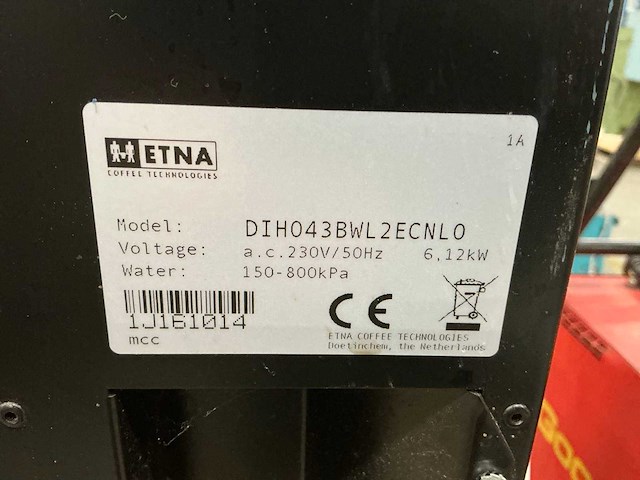 1A
ETNA
COFFEE TECHNOLOGIES
Model: DIH043BWL2ECNLO
Voltage: a.c.230V/50Hz 6,12kW
Water: 150-800kPa
1J161014
mcc
CE
ETNA COFFEE TECHNOLOGIES
Doetinchem, the Netherlands